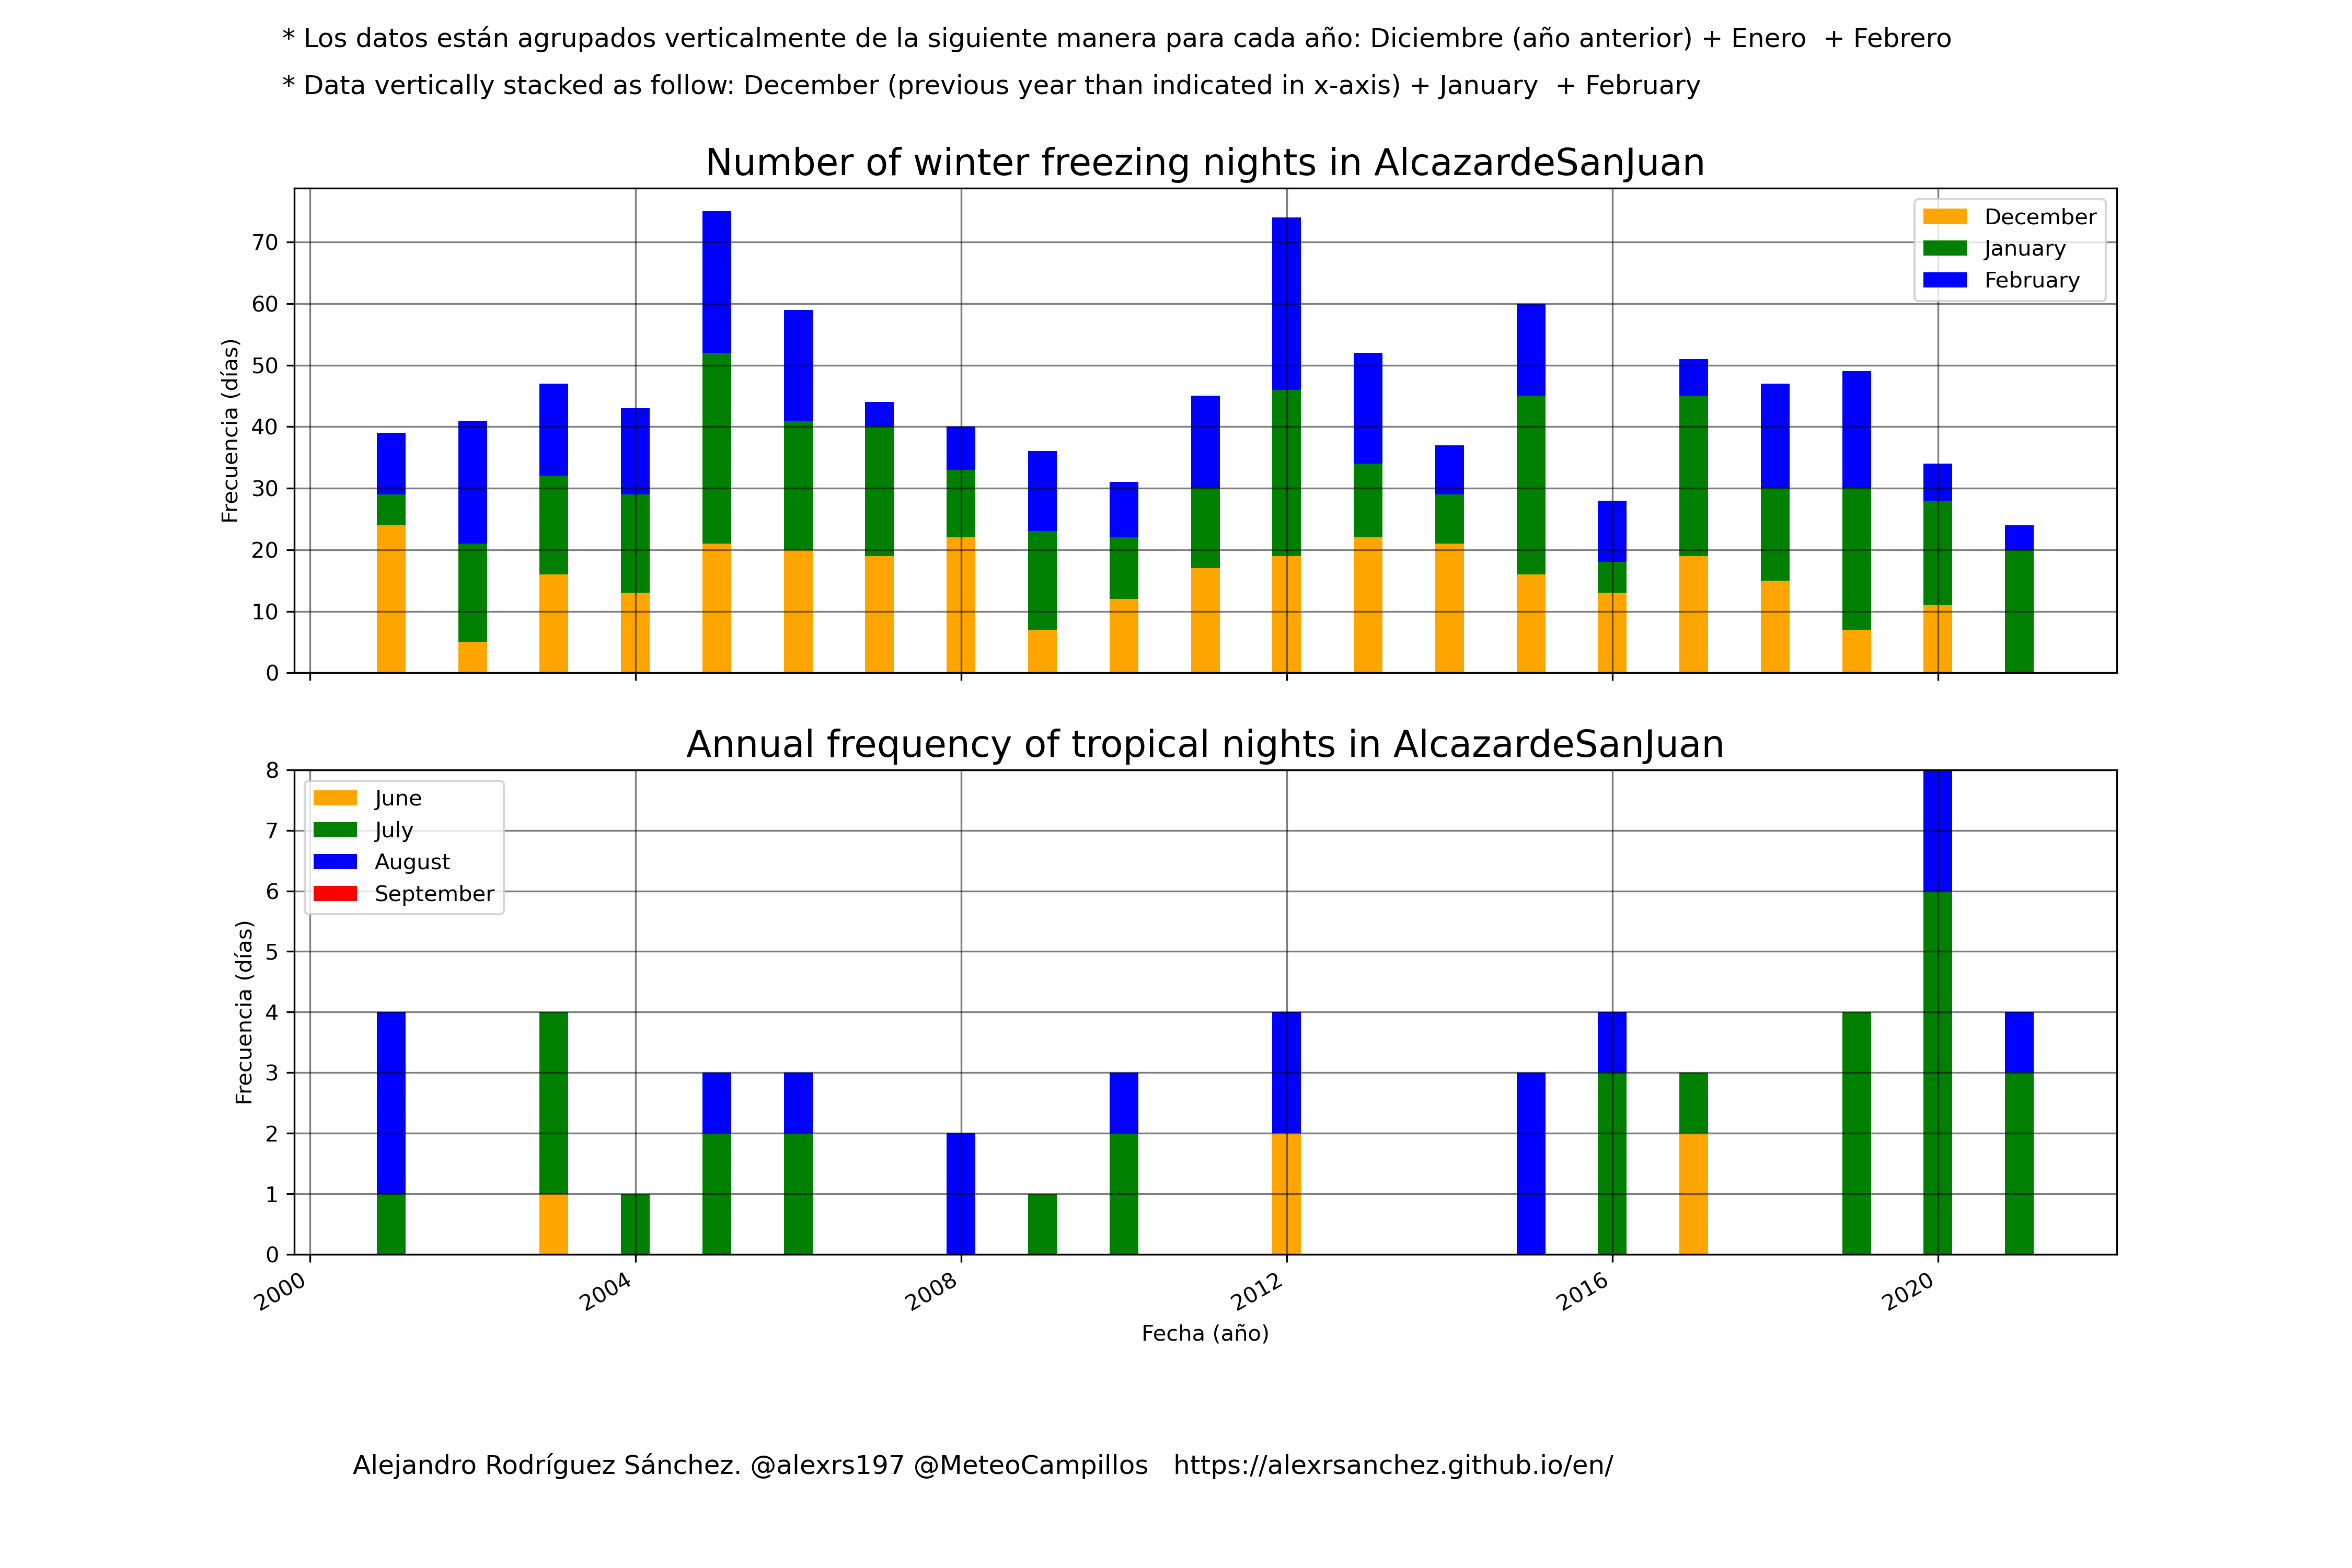 * Los datos están agrupados verticalmente de la siguiente manera para cada año: Diciembre (año anterior) + Enero  + Febrero
* Data vertically stacked as follow: December (previous year than indicated in x-axis) + January  + February
Number of winter freezing nights in AlcazardeSanJuan
Frecuencia (días)
70
60
50
40
30
20
10
0
December
January
February
Annual frequency of tropical nights in AlcazardeSanJuan
Frecuencia (días)
8
7
6
5
4
3
2
1
0
June
July
August
September
2000
2004
2008
2012
2016
2020
Fecha (año)
Alejandro Rodríguez Sánchez. @alexrs197 @MeteoCampillos   https://alexrsanchez.github.io/en/